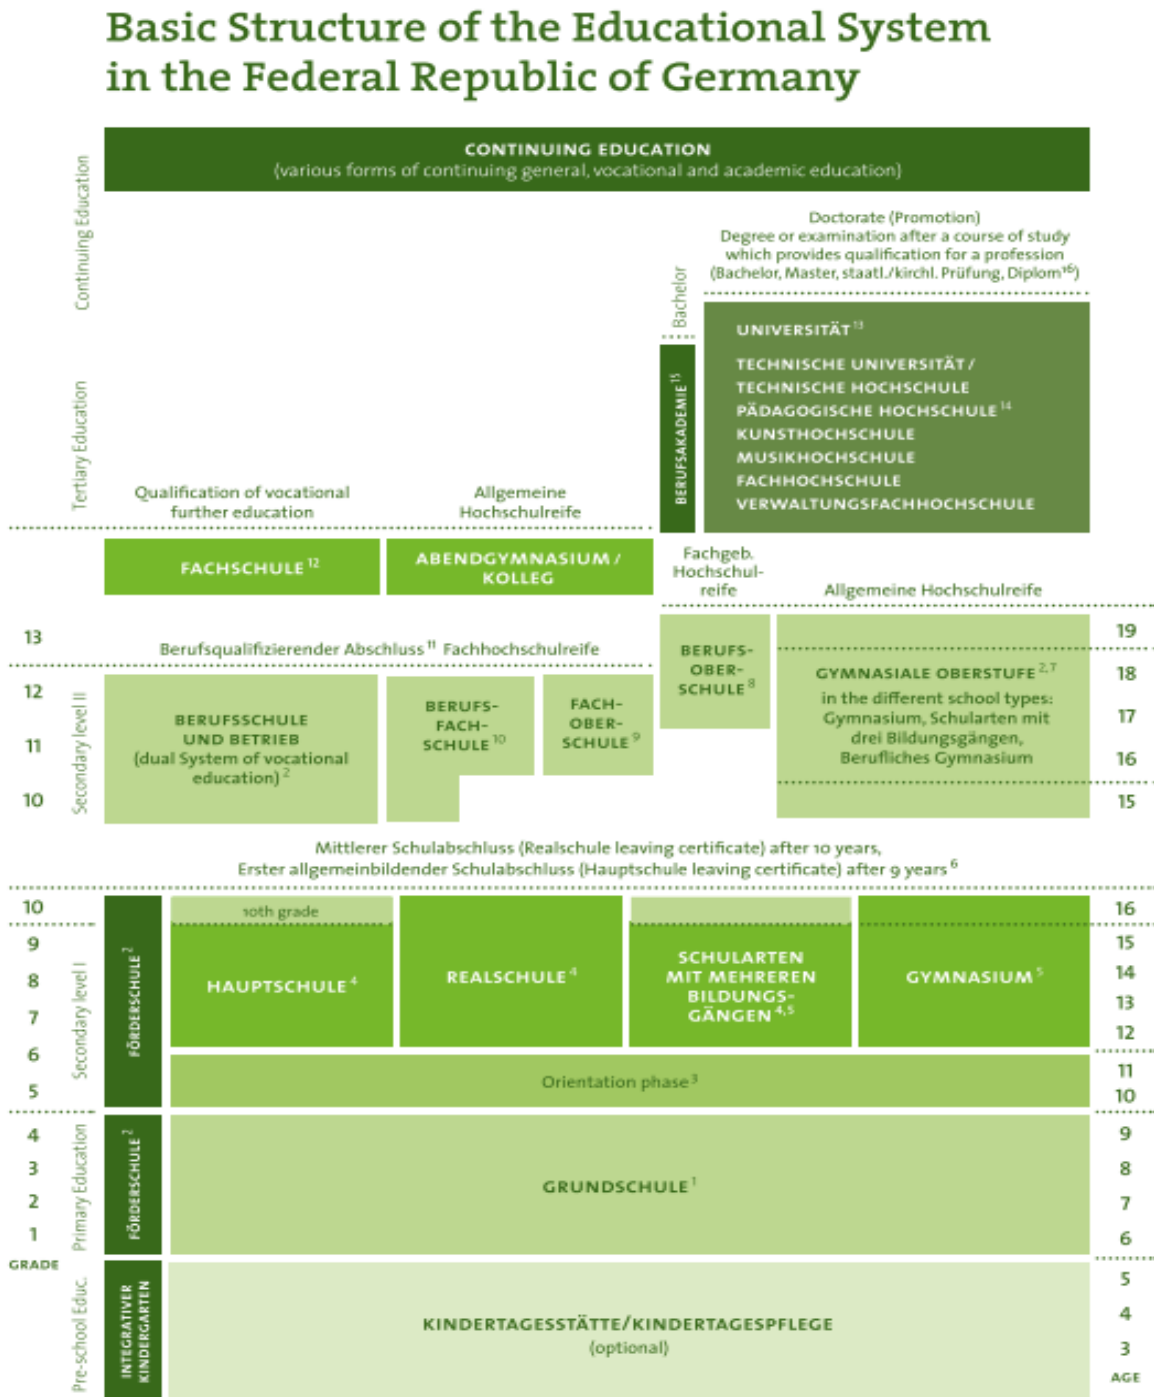 Basic Structure of the Educational System
in the Federal Republic of Germany
Continuing Education
CONTINUING EDUCATION
(various forms of continuing general, vocational and academic education)
Doctorate (Promotion)
Degree or examination after a course of study
which provides qualification for a profession
(Bachelor, Master, staatl./kirchl. Prüfung, Diplom¹⁶)
Bachelor
Tertiary Education
BERUFSAKADEMIE¹⁵
UNIVERSITÄT¹³
TECHNISCHE UNIVERSITÄT /
TECHNISCHE HOCHSCHULE
PÄDAGOGISCHE HOCHSCHULE¹⁴
KUNSTHOCHSCHULE
MUSIKHOCHSCHULE
FACHHOCHSCHULE
VERWALTUNGSFACHHOCHSCHULE
Qualification of vocational
further education
Allgemeine
Hochschulreife
FACHSCHULE¹²
ABENDGYMNASIUM /
KOLLEG
Fachgeb.
Hochschul-
reife
Allgemeine Hochschulreife
13
Berufsqualifizierender Abschluss¹¹ Fachhochschulreife
19
12
11
10
Secondary level II
BERUFSSCHULE
UND BETRIEB
(dual System of vocational
education)²
BERUFS-
FACH-
SCHULE¹⁰
FACH-
OBER-
SCHULE⁹
BERUFS-
OBER-
SCHULE⁸
GYMNASIALE OBERSTUFE²,⁷
in the different school types:
Gymnasium, Schularten mit
drei Bildungsgängen,
Berufliches Gymnasium
18
17
16
15
Mittlerer Schulabschluss (Realschule leaving certificate) after 10 years,
Erster allgemeinbildender Schulabschluss (Hauptschule leaving certificate) after 9 years⁶
10
10th grade
16
9
8
7
6
5
Secondary level I
FÖRDERSCHULE²
HAUPTSCHULE⁴
REALSCHULE⁴
SCHULARTEN
MIT MEHREREN
BILDUNGS-
GÄNGEN⁴,⁵
GYMNASIUM⁵
15
14
13
12
Orientation phase³
11
10
4
3
2
1
GRADE
Primary Education
FÖRDERSCHULE²
GRUNDSCHULE¹
9
8
7
6
Pre-school Educ.
INTEGRATIVER
KINDERGARTEN
KINDERTAGESSTÄTTE/KINDERTAGESPFLEGE
(optional)
5
4
3
AGE